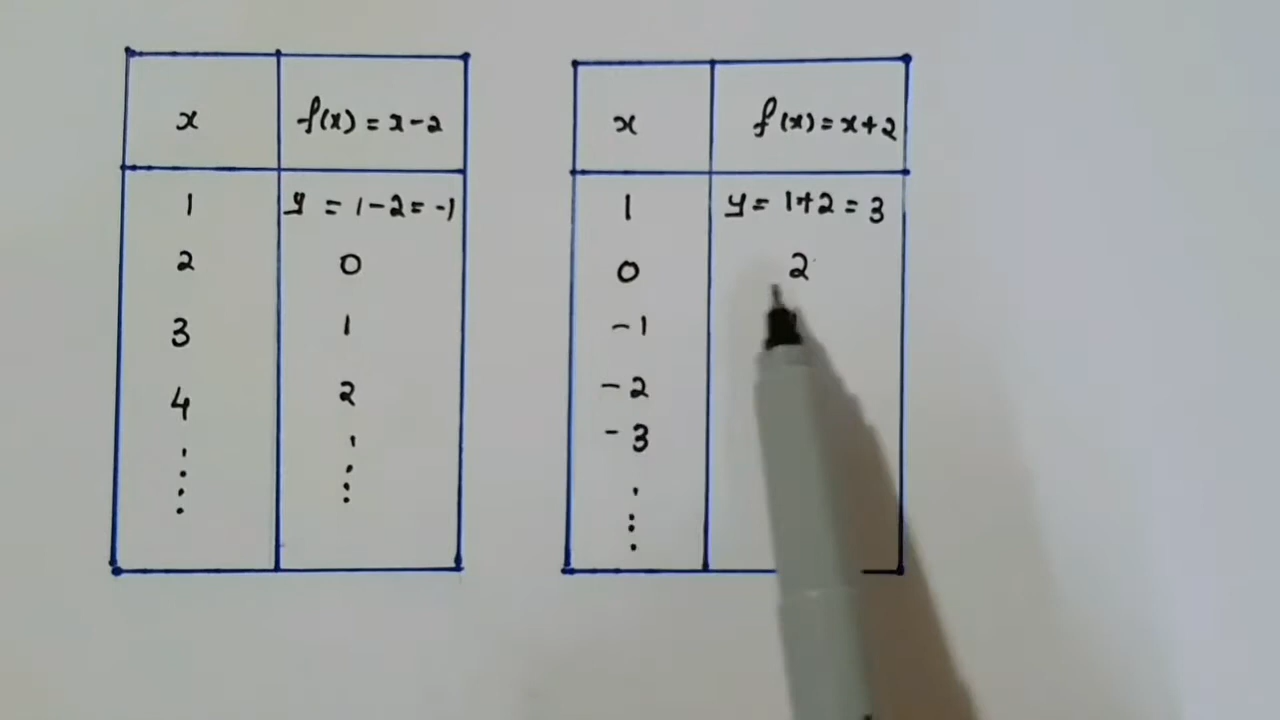 x f(x) = x-2
1 y = 1-2 = -1
2 0
3 1
4 2
x f(x) = x+2
1 y = 1+2 = 3
0 2
-1
-2
-3